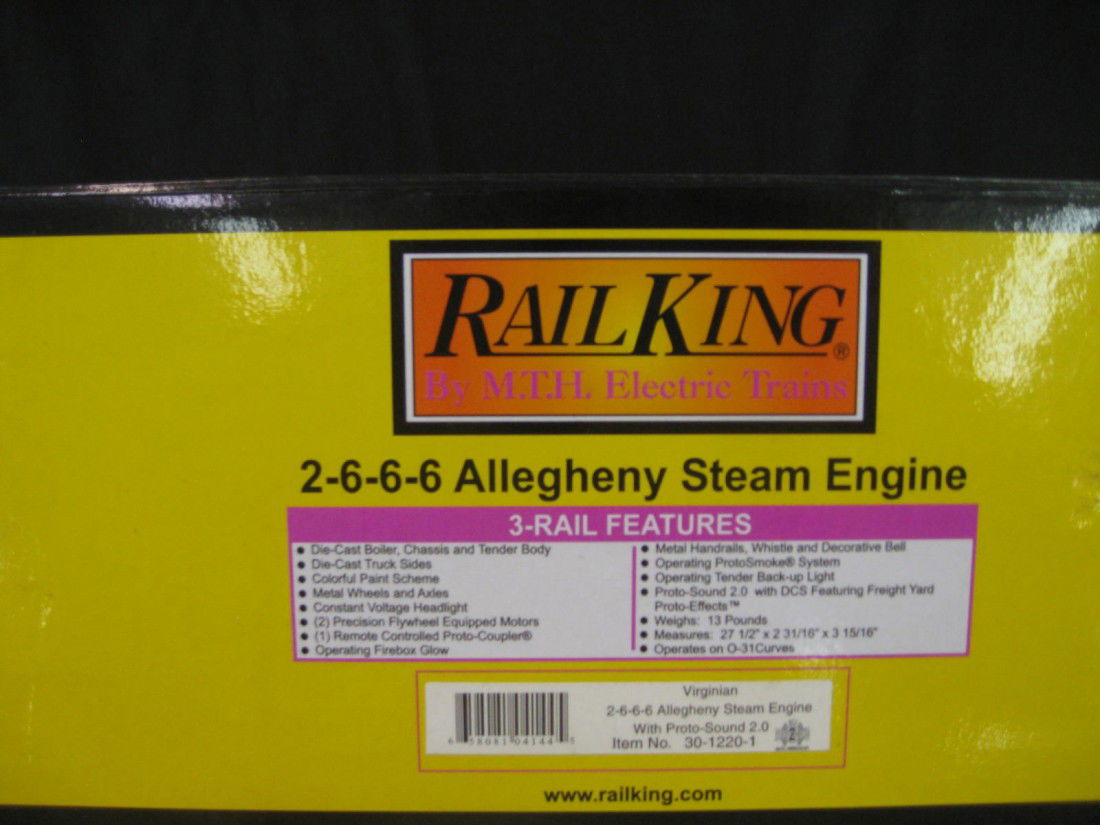 RAILKING®
By M.T.H. Electric Trains
2-6-6-6 Allegheny Steam Engine
3-RAIL FEATURES
● Die-Cast Boiler, Chassis and Tender Body
● Die-Cast Truck Sides
● Colorful Paint Scheme
● Metal Wheels and Axles
● Constant Voltage Headlight
● (2) Precision Flywheel Equipped Motors
● (1) Remote Controlled Proto-Coupler®
● Operating Firebox Glow
● Metal Handrails, Whistle and Decorative Bell
● Operating ProtoSmoke® System
● Operating Tender Back-up Light
● Proto-Sound 2.0 with DCS Featuring Freight Yard
Proto-Effects™
● Weighs: 13 Pounds
● Measures: 27 1/2" x 2 31/16" x 3 15/16"
● Operates on O-31Curves
Virginian
2-6-6-6 Allegheny Steam Engine
With Proto-Sound 2.0
Item No. 30-1220-1
6 58081 04144 5
www.railking.com